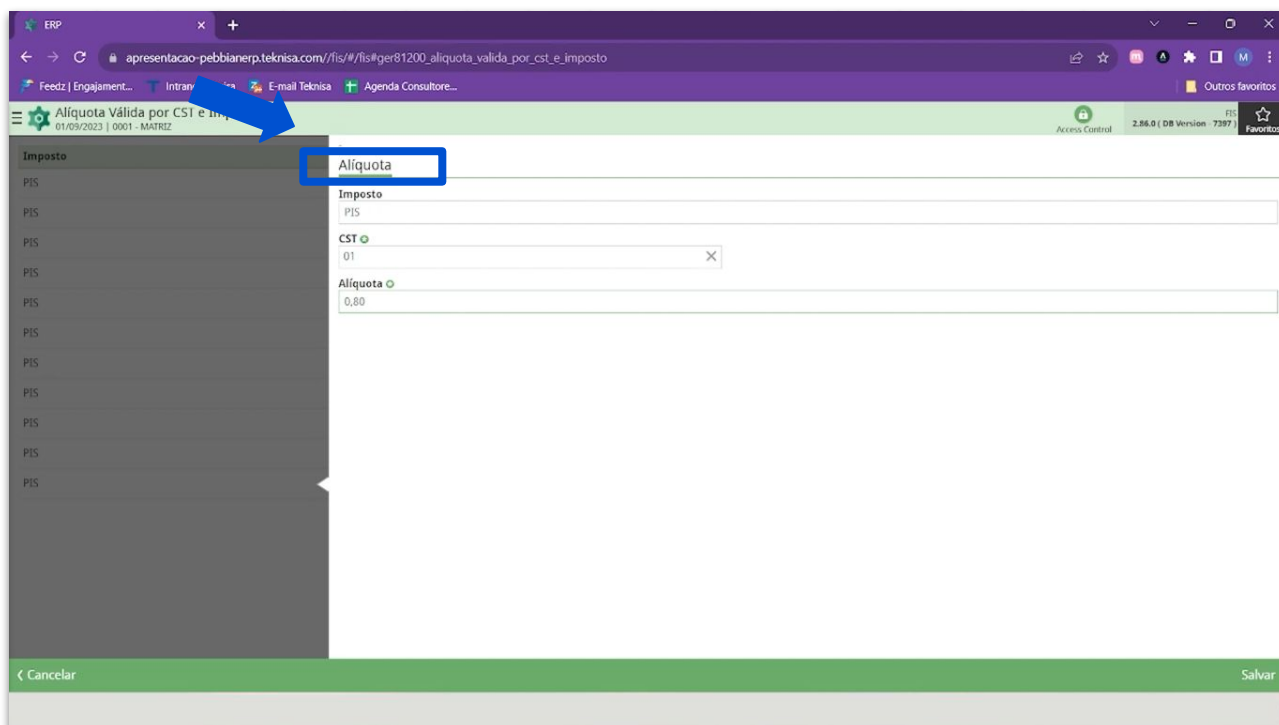 ERP
apresentacao-pebbianerp.teknisa.com//fis/#/fis#ger81200_aliquota_valida_por_cst_e_imposto
Feedz | Engajament... E-mail Teknisa Agenda Consultore... Outros favoritos
Alíquota Válida por CST e
01/09/2023 | 0001 - MATRIZ
Access Control
FIS
2.86.0 ( DB Version - 7397 )
Favoritos
Imposto
PIS
PIS
PIS
PIS
PIS
PIS
PIS
PIS
PIS
PIS
PIS
Alíquota
Imposto
PIS
CST
01
Alíquota
0,80
Cancelar
Salvar